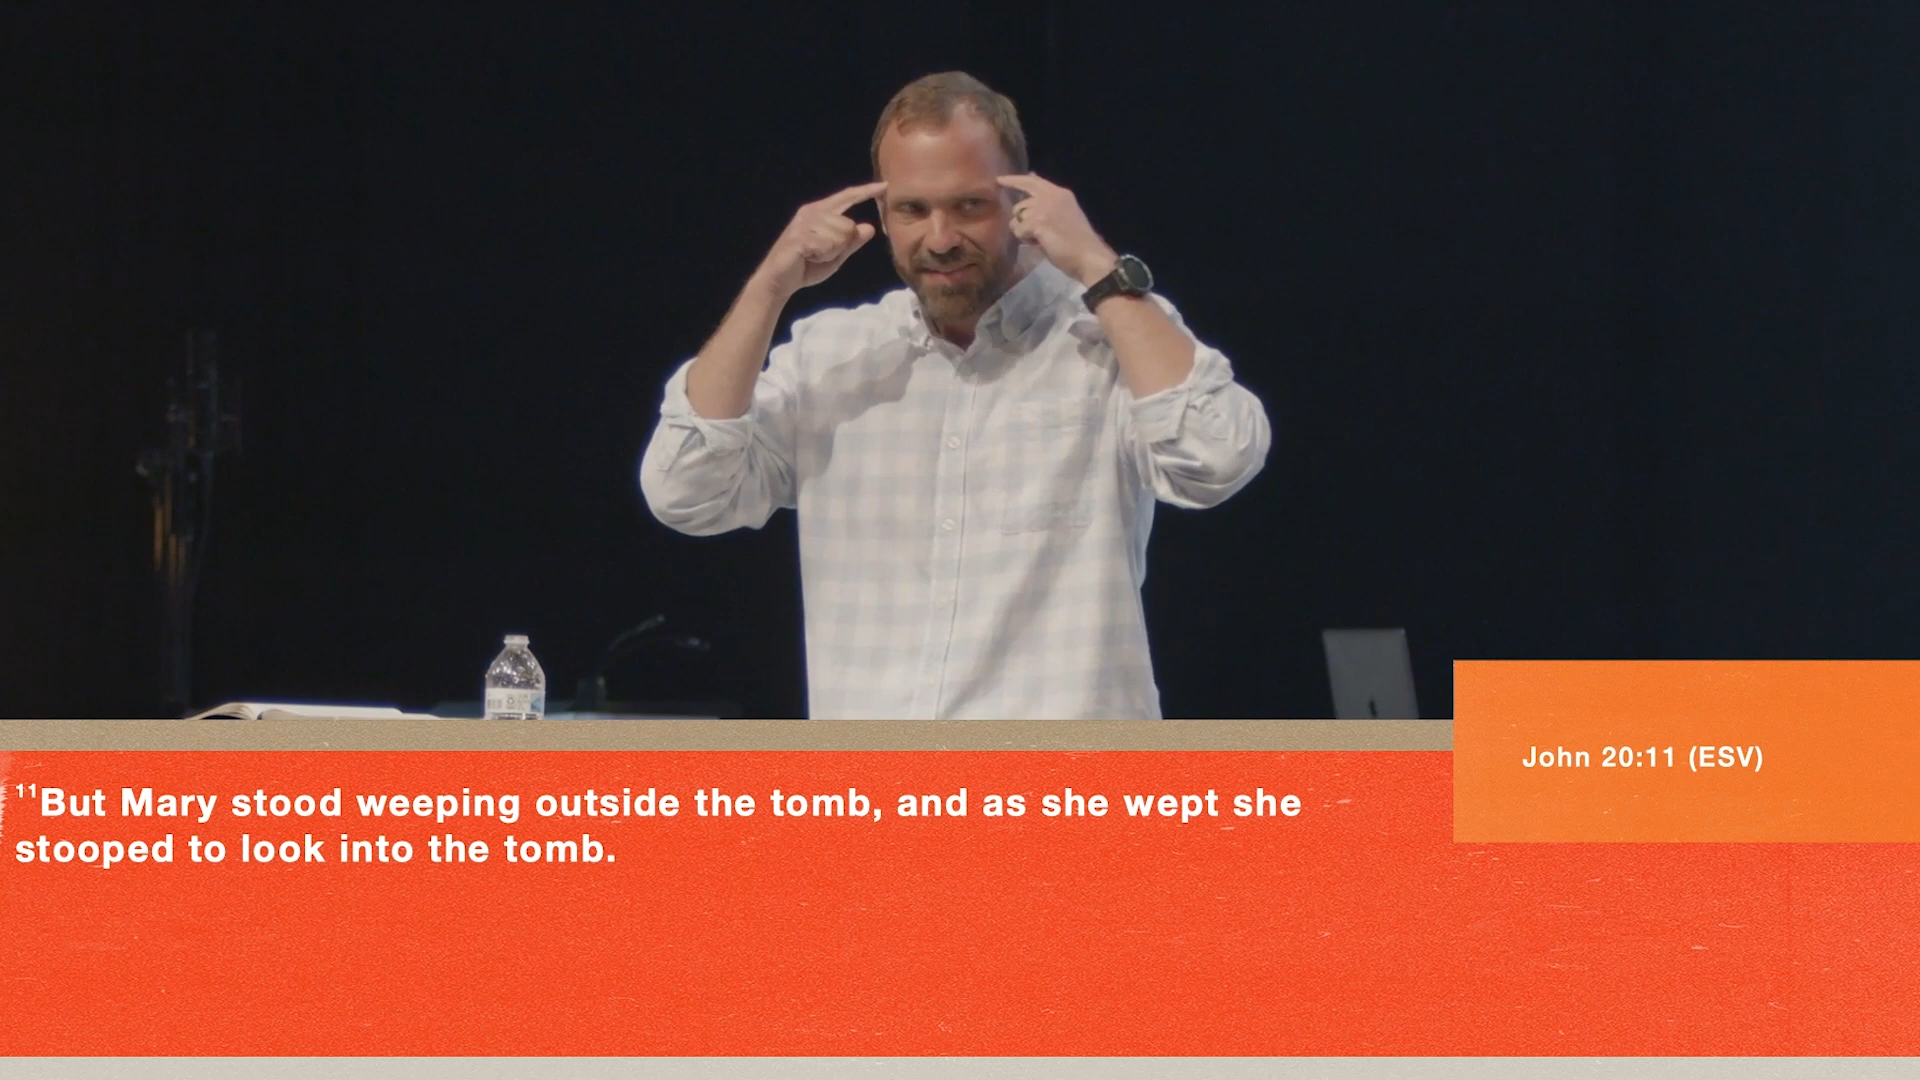 John 20:11 (ESV)
¹¹But Mary stood weeping outside the tomb, and as she wept she
stooped to look into the tomb.